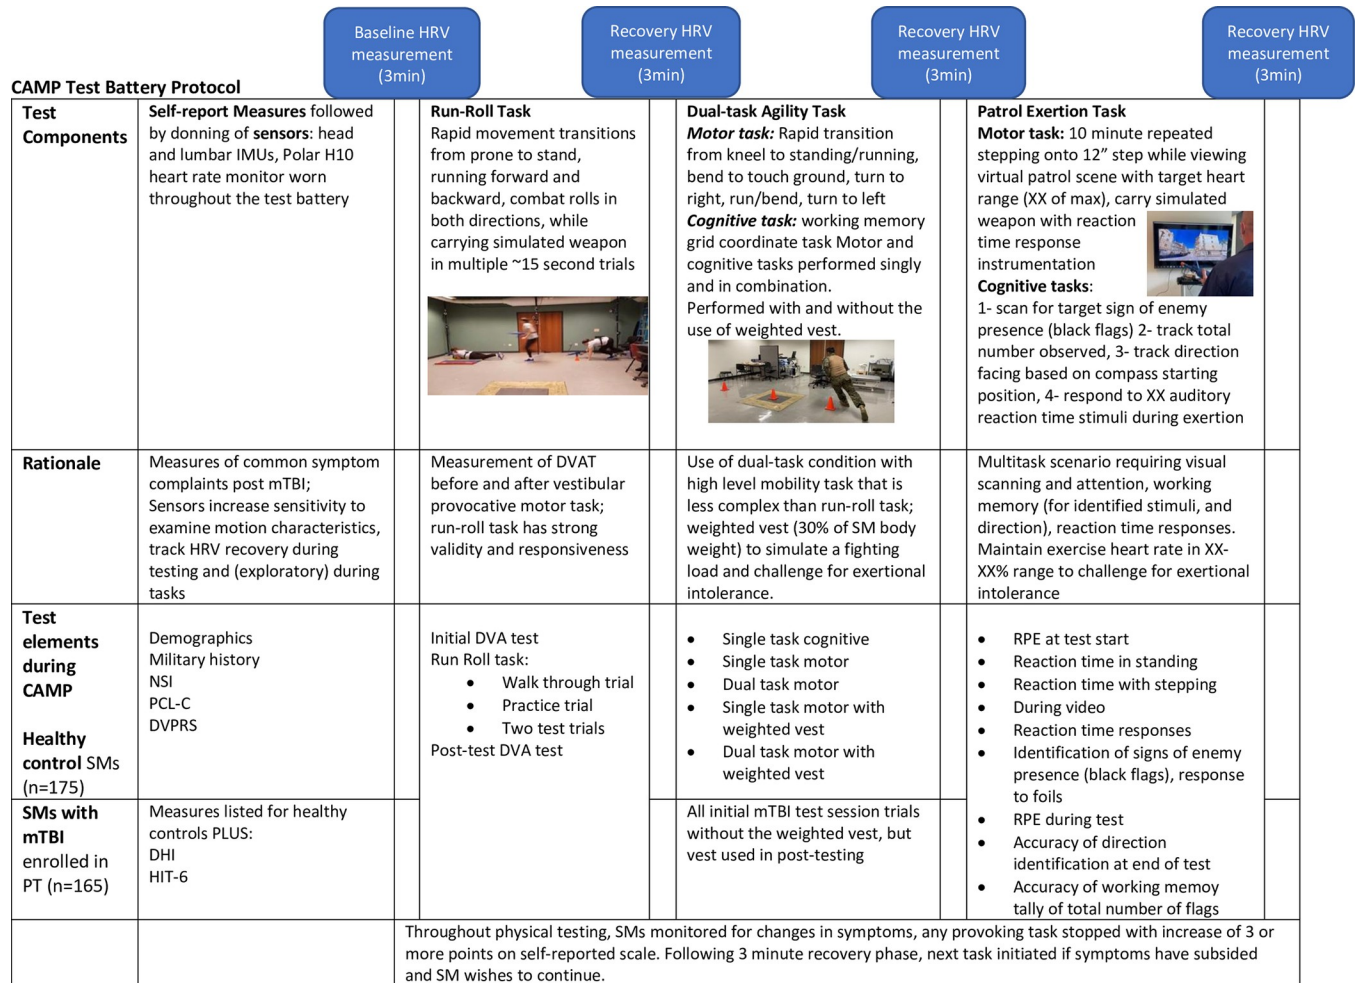 Baseline HRV
measurement
(3min)
Recovery HRV
measurement
(3min)
Recovery HRV
measurement
(3min)
Recovery HRV
measurement
(3min)
CAMP Test Battery Protocol
Test
Components
Self-report Measures followed
by donning of sensors: head
and lumbar IMUs, Polar H10
heart rate monitor worn
throughout the test battery
Run-Roll Task
Rapid movement transitions
from prone to stand,
running forward and
backward, combat rolls in
both directions, while
carrying simulated weapon
in multiple ~15 second trials
Dual-task Agility Task
Motor task: Rapid transition
from kneel to standing/running,
bend to touch ground, turn to
right, run/bend, turn to left
Cognitive task: working memory
grid coordinate task Motor and
cognitive tasks performed singly
and in combination.
Performed with and without the
use of weighted vest.
Patrol Exertion Task
Motor task: 10 minute repeated
stepping onto 12” step while viewing
virtual patrol scene with target heart
range (XX of max), carry simulated
weapon with reaction
time response
instrumentation
Cognitive tasks:
1- scan for target sign of enemy
presence (black flags) 2- track total
number observed, 3- track direction
facing based on compass starting
position, 4- respond to XX auditory
reaction time stimuli during exertion
Rationale
Measures of common symptom
complaints post mTBI;
Sensors increase sensitivity to
examine motion characteristics,
track HRV recovery during
testing and (exploratory) during
tasks
Measurement of DVAT
before and after vestibular
provocative motor task;
run-roll task has strong
validity and responsiveness
Use of dual-task condition with
high level mobility task that is
less complex than run-roll task;
weighted vest (30% of SM body
weight) to simulate a fighting
load and challenge for exertional
intolerance.
Multitask scenario requiring visual
scanning and attention, working
memory (for identified stimuli, and
direction), reaction time responses.
Maintain exercise heart rate in XX-
XX% range to challenge for exertional
intolerance
Test
elements
during
CAMP
Healthy
control SMs
(n=175)
Demographics
Military history
NSI
PCL-C
DVPRS
Initial DVA test
Run Roll task:
• Walk through trial
• Practice trial
• Two test trials
Post-test DVA test
• Single task cognitive
• Single task motor
• Dual task motor
• Single task motor with
weighted vest
• Dual task motor with
weighted vest
• RPE at test start
• Reaction time in standing
• Reaction time with stepping
• During video
• Reaction time responses
• Identification of signs of enemy
presence (black flags), response
to foils
• RPE during test
• Accuracy of direction
identification at end of test
• Accuracy of working memoy
tally of total number of flags
SMs with
mTBI
enrolled in
PT (n=165)
Measures listed for healthy
controls PLUS:
DHI
HIT-6
All initial mTBI test session trials
without the weighted vest, but
vest used in post-testing
Throughout physical testing, SMs monitored for changes in symptoms, any provoking task stopped with increase of 3 or
more points on self-reported scale. Following 3 minute recovery phase, next task initiated if symptoms have subsided
and SM wishes to continue.